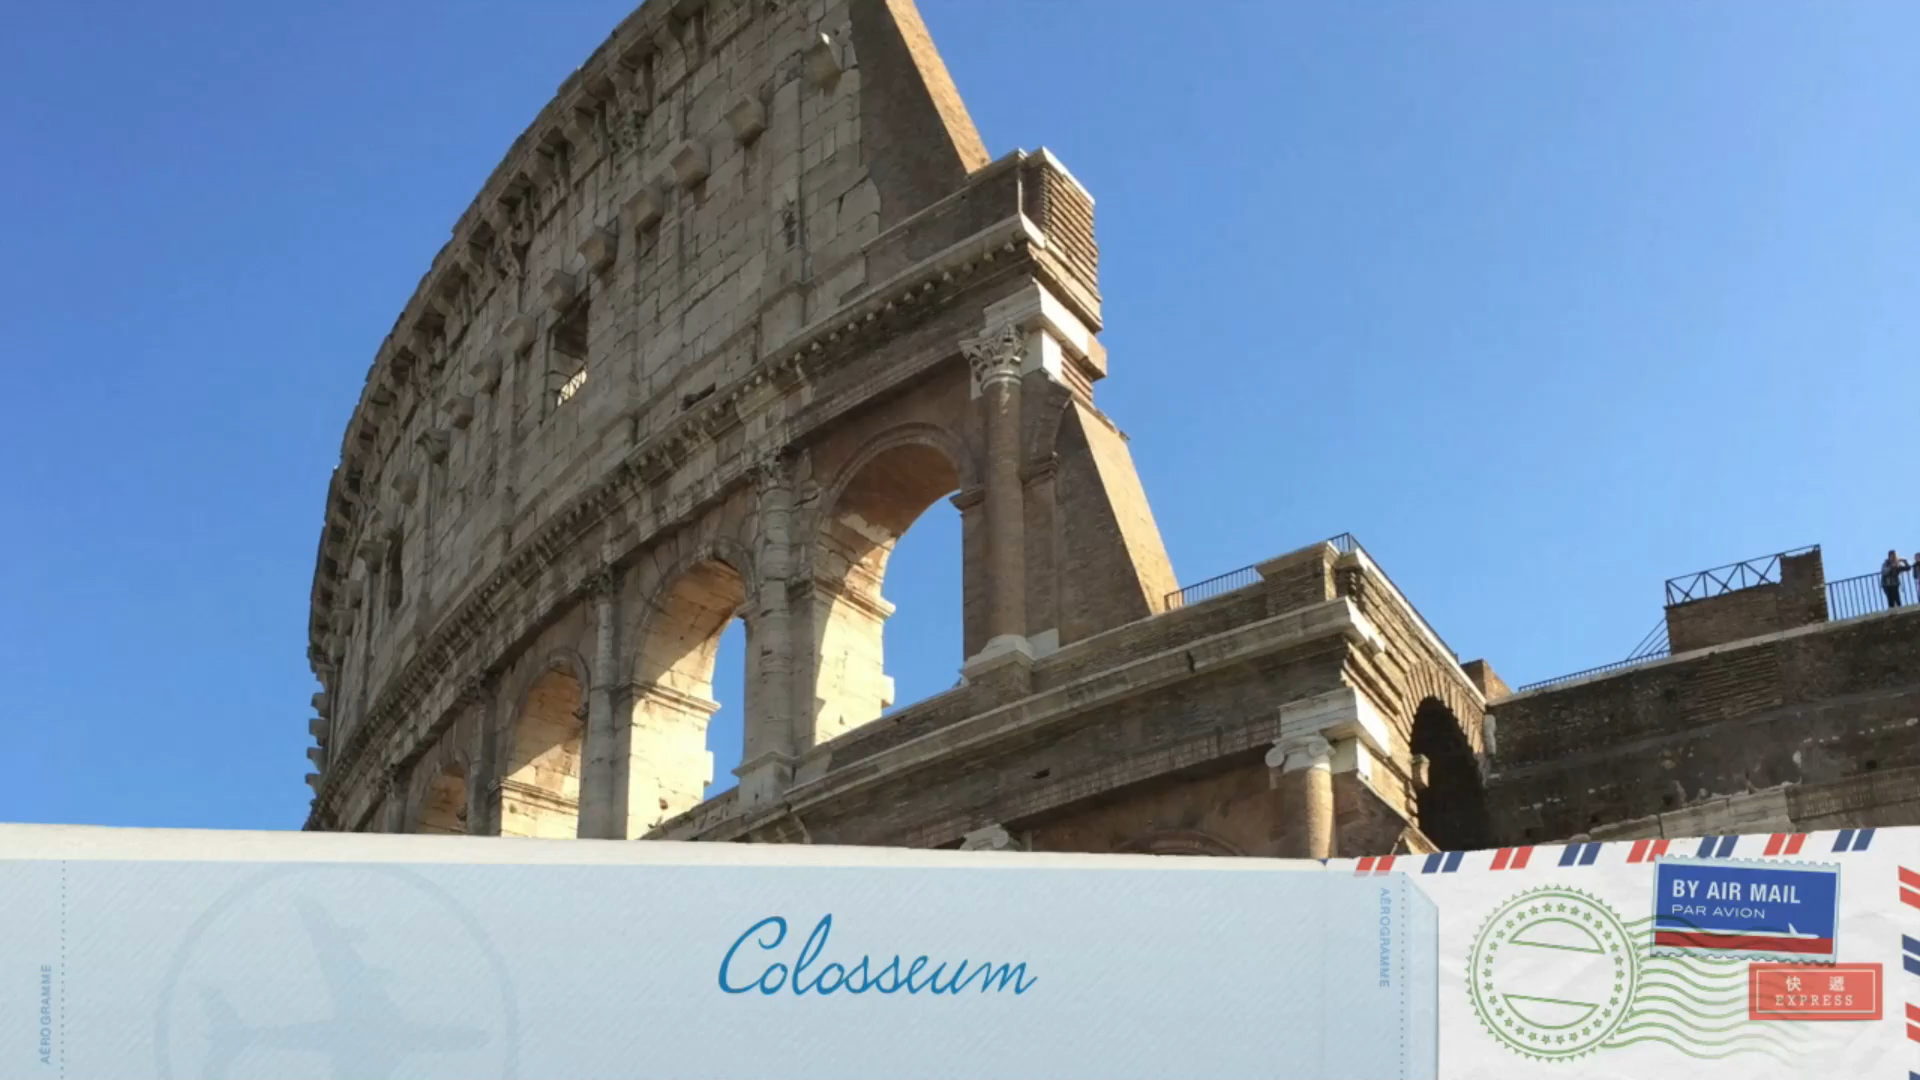 Colosseum
AÉROGRAMME
AÉROGRAMME
BY AIR MAIL
PAR AVION
快遞
EXPRESS